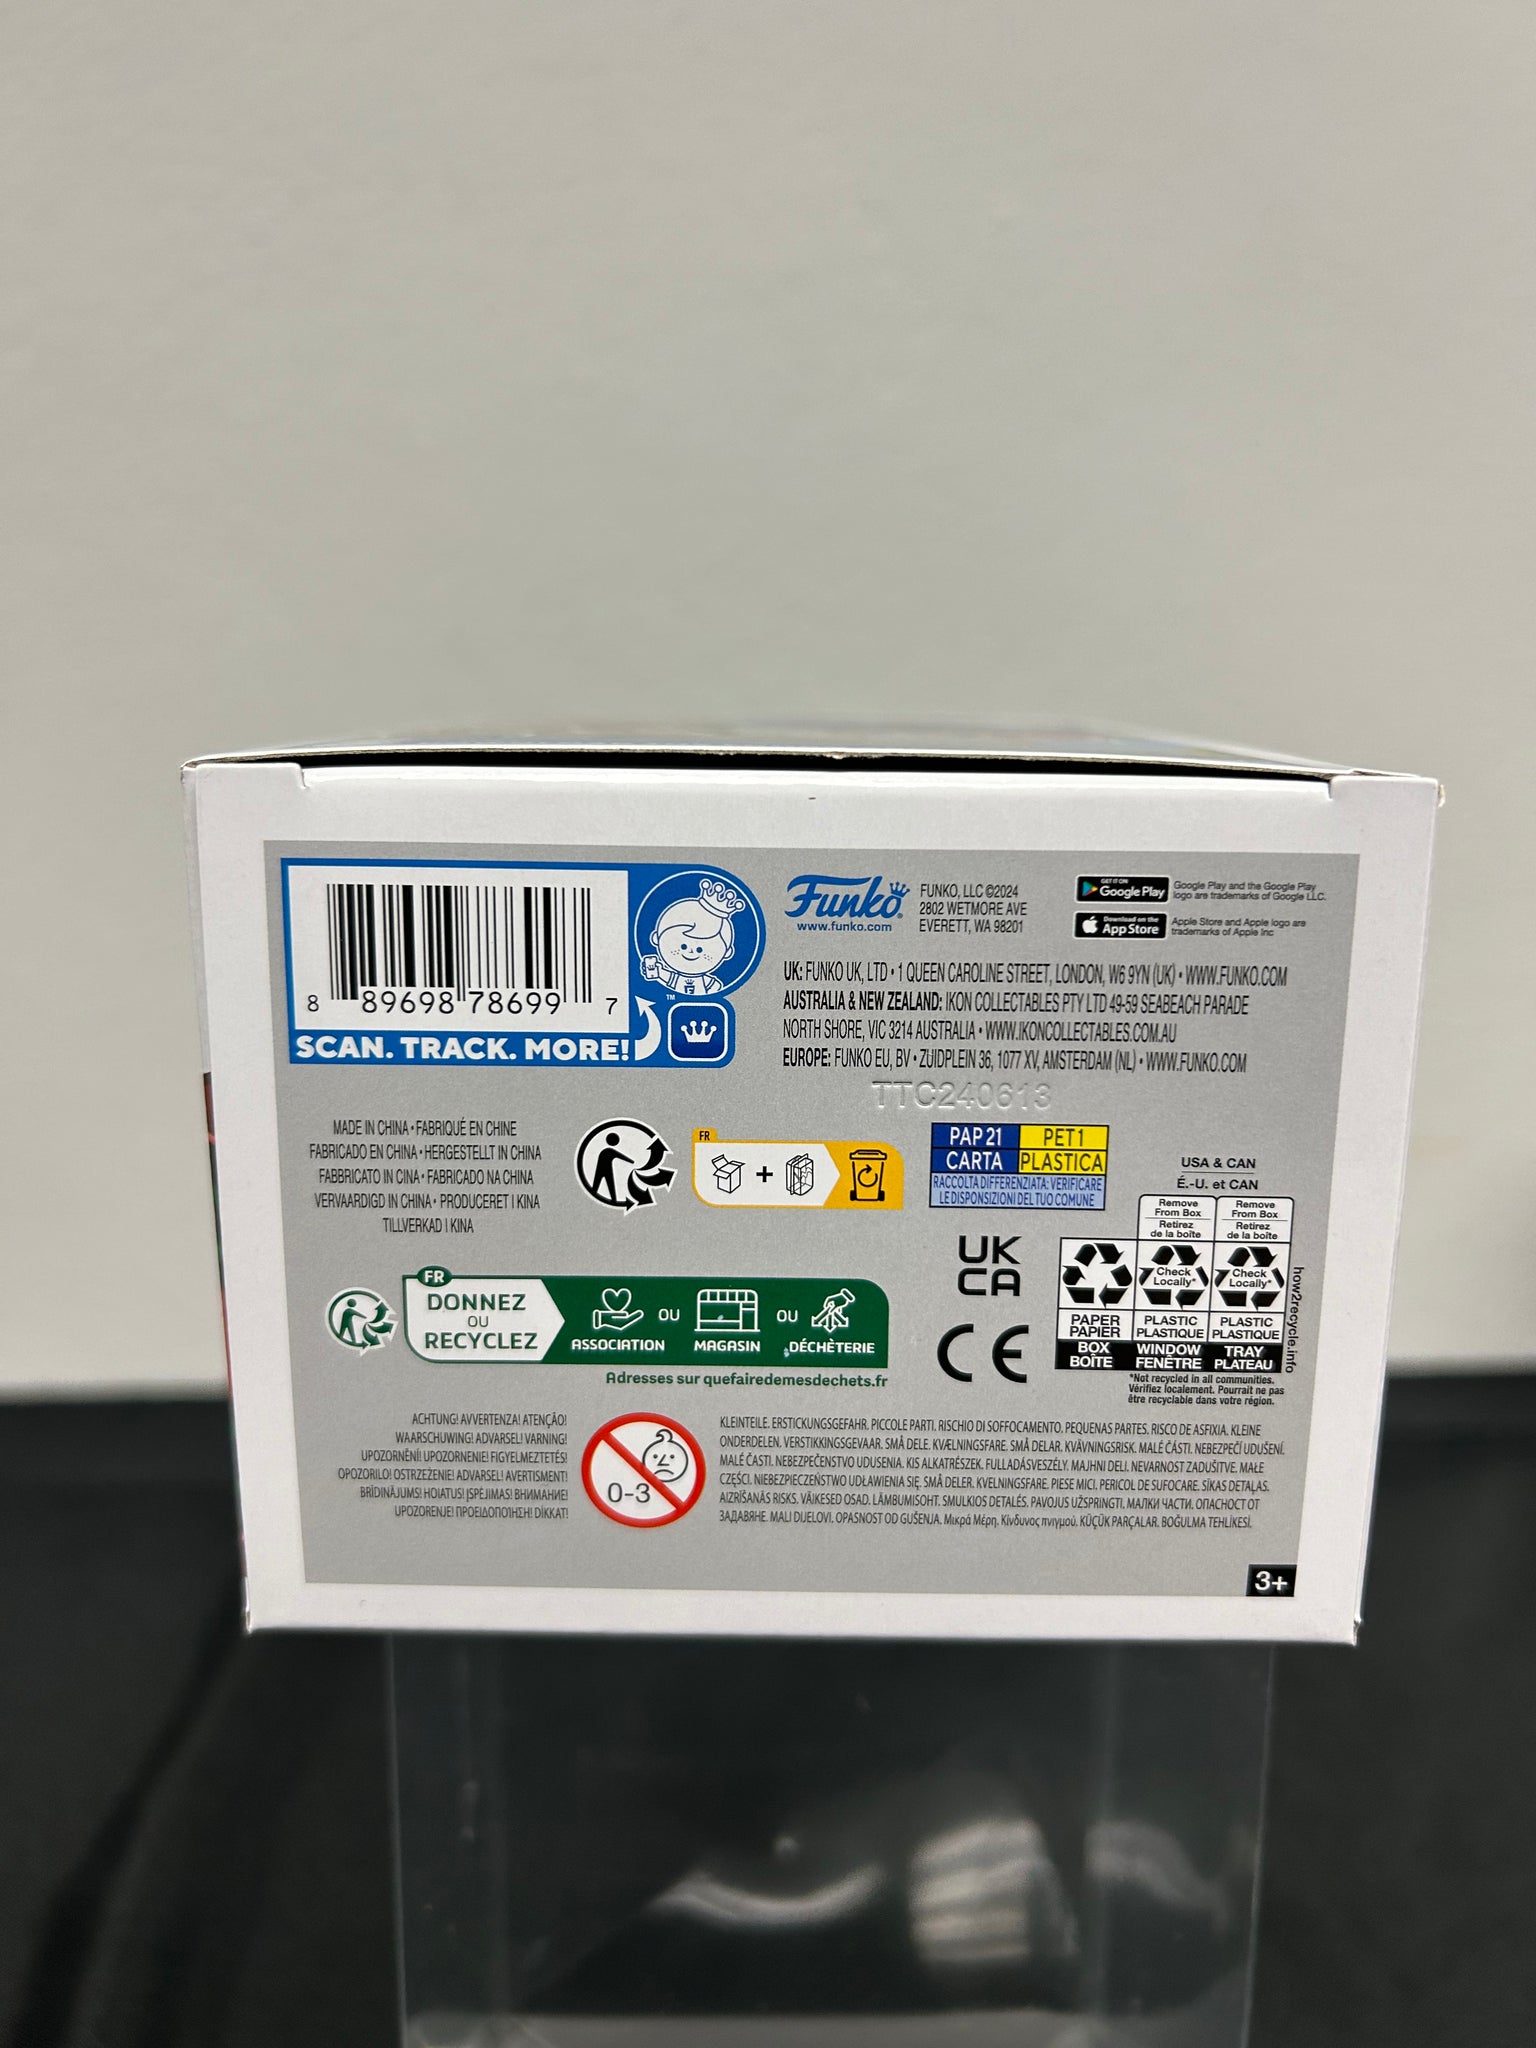 8 89698 78699 7
SCAN. TRACK. MORE!
TM
Funko
www.funko.com
FUNKO, LLC ©2024
2802 WETMORE AVE
EVERETT, WA 98201
GET IT ON
Google Play
Google Play and the Google Play
logo are trademarks of Google LLC.
Download on the
App Store
Apple Store and Apple logo are
trademarks of Apple Inc
UK: FUNKO UK, LTD • 1 QUEEN CAROLINE STREET, LONDON, W6 9YN (UK) • WWW.FUNKO.COM
AUSTRALIA & NEW ZEALAND: IKON COLLECTABLES PTY LTD 49-59 SEABEACH PARADE
NORTH SHORE, VIC 3214 AUSTRALIA • WWW.IKONCOLLECTABLES.COM.AU
EUROPE: FUNKO EU, BV • ZUIDPLEIN 36, 1077 XV, AMSTERDAM (NL) • WWW.FUNKO.COM
TTC240613
MADE IN CHINA • FABRIQUÉ EN CHINE
FABRICADO EN CHINA • HERGESTELLT IN CHINA
FABBRICATO IN CINA • FABRICADO NA CHINA
VERVAARDIGD IN CHINA • PRODUCERET I KINA
TILLVERKAD I KINA
FR
+
PAP 21
PET 1
CARTA
PLASTICA
RACCOLTA DIFFERENZIATA: VERIFICARE
LE DISPOSIZIONI DEL TUO COMUNE
USA & CAN
É.-U. et CAN
Remove
From Box
Retirez
de la boîte
Remove
From Box
Retirez
de la boîte
Check
Locally*
Check
Locally*
PAPER
PAPIER
PLASTIC
PLASTIQUE
PLASTIC
PLASTIQUE
BOX
BOÎTE
WINDOW
FENÊTRE
TRAY
PLATEAU
how2recycle.info
*Not recycled in all communities.
Vérifiez localement. Pourrait ne pas
être recyclable dans votre région.
UK
CA
CE
FR
DONNEZ
OU
RECYCLEZ
ASSOCIATION
OU
MAGASIN
OU
DÉCHÈTERIE
Adresses sur quefairedemesdechets.fr
ACHTUNG! AVVERTENZA! ATENÇÃO!
WAARSCHUWING! ADVARSEL! VARNING!
UPOZORNĚNÍ! UPOZORNENIE! FIGYELMEZTETÉS!
OPOZORILO! OSTRZEŻENIE! ADVARSEL! AVERTISMENT!
BRĪDINĀJUMS! HOIATUS! ĮSPĖJIMAS! ВНИМАНИЕ!
UPOZORENJE! ΠΡΟΕΙΔΟΠΟΙΗΣΗ! DİKKAT!
0-3
KLEINTEILE. ERSTICKUNGSGEFAHR. PICCOLE PARTI. RISCHIO DI SOFFOCAMENTO. PEQUENAS PARTES. RISCO DE ASFIXIA. KLEINE
ONDERDELEN. VERSTIKKINGSGEVAAR. SMÅ DELE. KVÆLNINGSFARE. SMÅ DELAR. KVÄVNINGSRISK. MALÉ ČÁSTI. NEBEZPEČÍ UDUŠENÍ.
MALÉ ČASTI. NEBEZPEČENSTVO UDUSENIA. KIS ALKATRÉSZEK. FULLADÁSVESZÉLY. MAJHNI DELI. NEVARNOST ZADUŠITVE. MAŁE
CZĘŚCI. NIEBEZPIECZEŃSTWO UDŁAWIENIA SIĘ. SMÅ DELER. KVELNINGSFARE. PIESE MICI. PERICOL DE SUFOCARE. SĪKAS DETAĻAS.
AIZRĪŠANĀS RISKS. VÄIKESED OSAD. LÄMBUMISOHT. SMULKIOS DETALĖS. PAVOJUS UŽSPRINGTI. МАЛКИ ЧАСТИ. ОПАСНОСТ ОТ
ЗАДАВЯНЕ. MALI DIJELOVI. OPASNOST OD GUŠENJA. Μικρά Μέρη. Κίνδυνος πνιγμού. KÜÇÜK PARÇALAR. BOĞULMA TEHLİKESİ.
3+